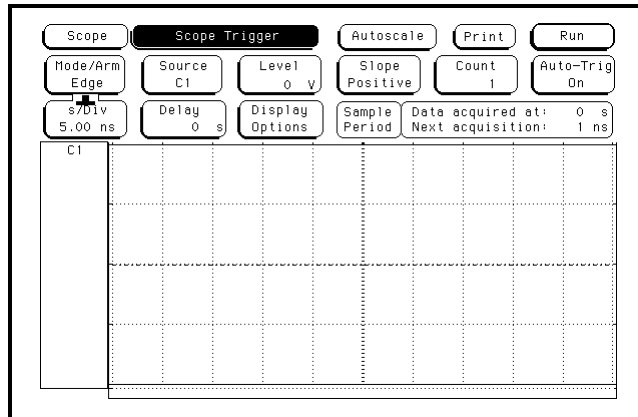 Scope Scope Trigger Autoscale Print Run
Mode/Arm Source Level Slope Count Auto-Trig
Edge C1 0 V Positive 1 On
s/Div Delay Display Sample Data acquired at: 0 s
5.00 ns 0 s Options Period Next acquisition: 1 ns
C1